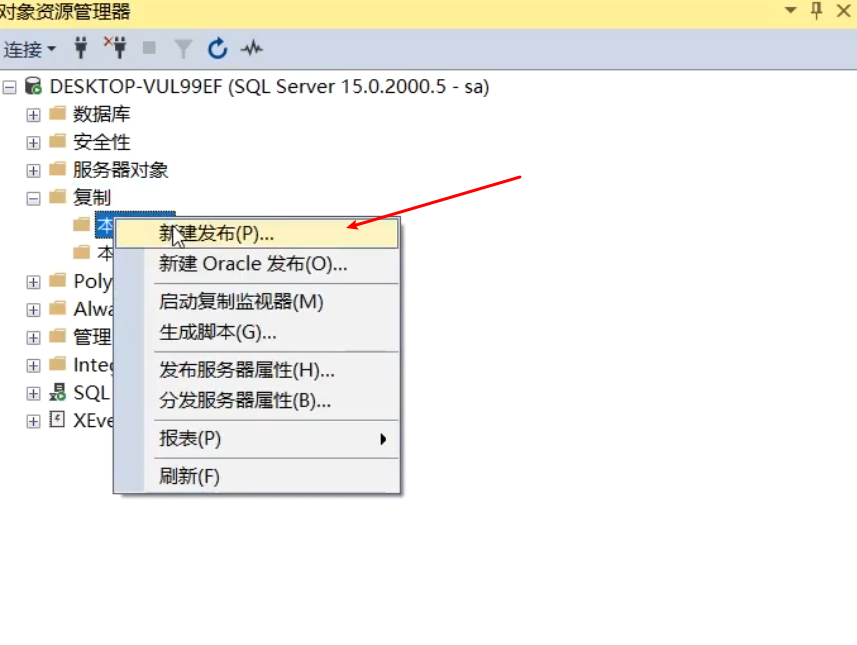 对象资源管理器
连接
DESKTOP-VUL99EF (SQL Server 15.0.2000.5 - sa)
数据库
安全性
服务器对象
复制
本
新建发布(P)...
新建 Oracle 发布(O)...
本
启动复制监视器(M)
生成脚本(G)...
发布服务器属性(H)...
分发服务器属性(B)...
报表(P)
刷新(F)
Poly
Alwa
管理
Integ
SQL
XEve